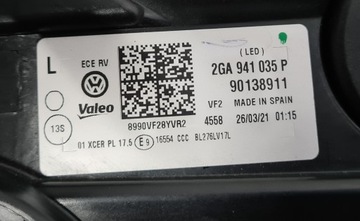 L
ECE RV
Valeo
13S
8990VF28YVR2
(LED)
2GA 941 035 P
90138911
VF2 MADE IN SPAIN
4558 26/03/21 01:15
01 XCER PL 17.5 E9 16554 CCC BL276LV17L